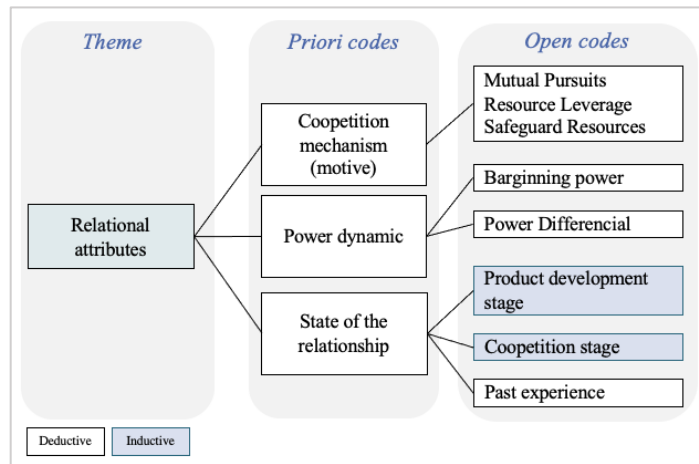 Theme
Priori codes
Open codes
Relational
attributes
Coopetition
mechanism
(motive)
Power dynamic
State of the
relationship
Mutual Pursuits
Resource Leverage
Safeguard Resources
Barginning power
Power Differencial
Product development
stage
Coopetition stage
Past experience
Deductive
Inductive